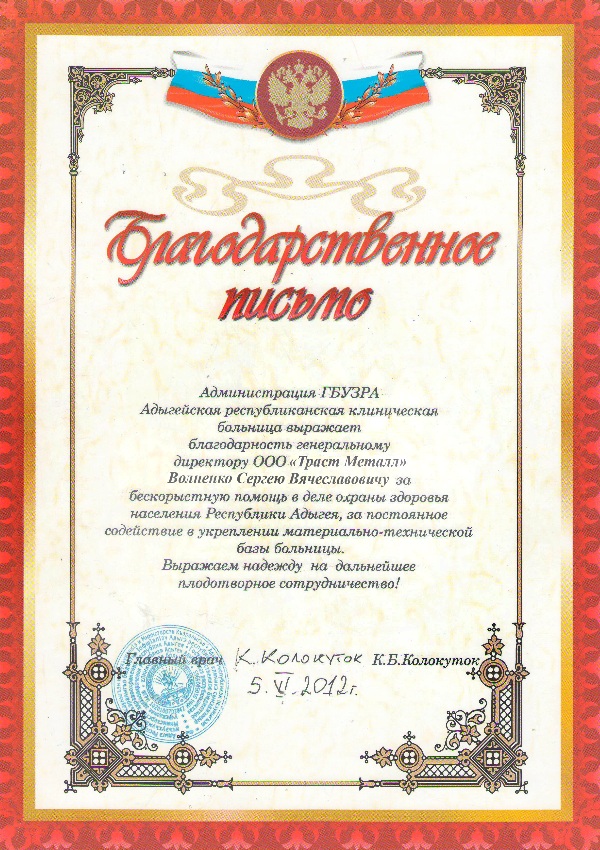 Благодарственное
письмо
Администрация ГБУЗРА
Адыгейская республиканская клиническая
больница выражает
благодарность генеральному
директору ООО «Траст Металл»
Волпенко Сергею Вячеславовичу за
бескорыстную помощь в деле охраны здоровья
населения Республики Адыгея, за постоянное
содействие в укреплении материально-технической
базы больницы.
Выражаем надежду на дальнейшее
плодотворное сотрудничество!
Главный врач К. Колокуток К.Б.Колокуток
5. VI. 2012г.